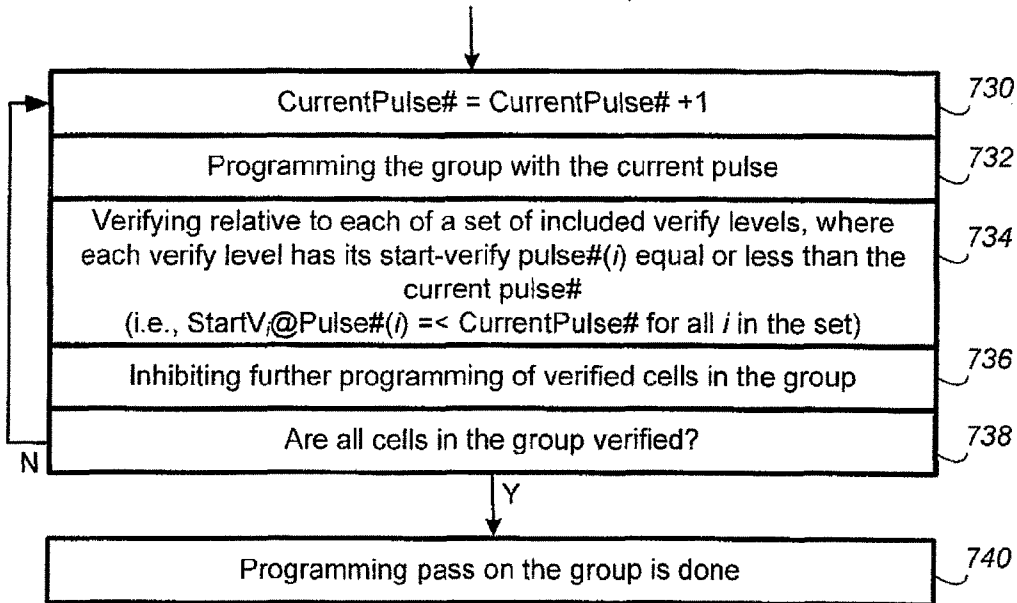 CurrentPulse# = CurrentPulse# +1
730
Programming the group with the current pulse
732
Verifying relative to each of a set of included verify levels, where
each verify level has its start-verify pulse#(i) equal or less than the
current pulse#
(i.e., StartVi@Pulse#(i) =< CurrentPulse# for all i in the set)
734
Inhibiting further programming of verified cells in the group
736
Are all cells in the group verified?
738
N
Y
Programming pass on the group is done
740